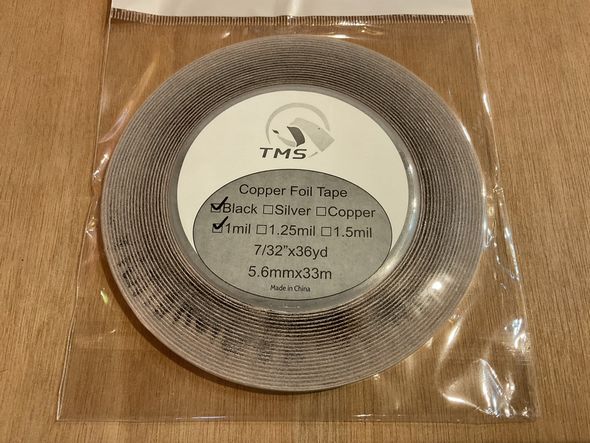 TMS
Copper Foil Tape
☑Black ☐Silver ☐Copper
☑1mil ☐1.25mil ☐1.5mil
7/32"x36yd
5.6mmx33m
Made in China